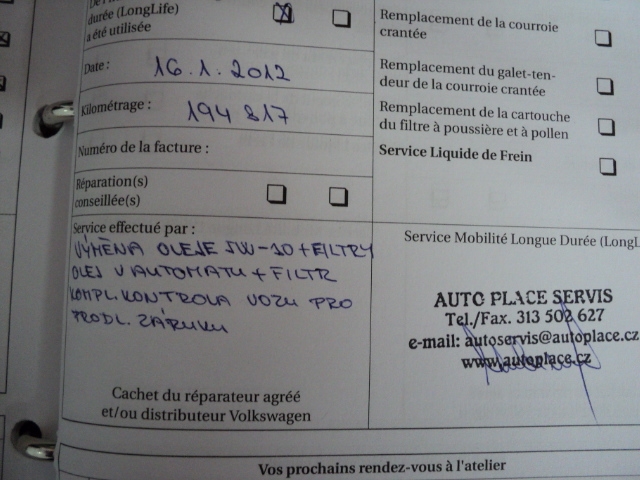 durée (LongLife)
a été utilisée
Date : 16.1.2012
Kilométrage : 194 817
Numéro de la facture :
Réparation(s)
conseillée(s)
Service effectué par :
VÝMĚNA OLEJE 5W-30 + FILTRY
OLEJ V AUTOMATU + FILTR
KOMPL. KONTROLA VOZU PRO
PRODL. ZÁRUKU
Cachet du réparateur agréé
et/ou distributeur Volkswagen
Remplacement de la courroie
crantée
Remplacement du galet-ten-
deur de la courroie crantée
Remplacement de la cartouche
du filtre à poussière et à pollen
Service Liquide de Frein
Service Mobilité Longue Durée (LongL
AUTO PLACE SERVIS
Tel./Fax. 313 502 627
e-mail: autoservis@autoplace.cz
www.autoplace.cz
Vos prochains rendez-vous à l'atelier